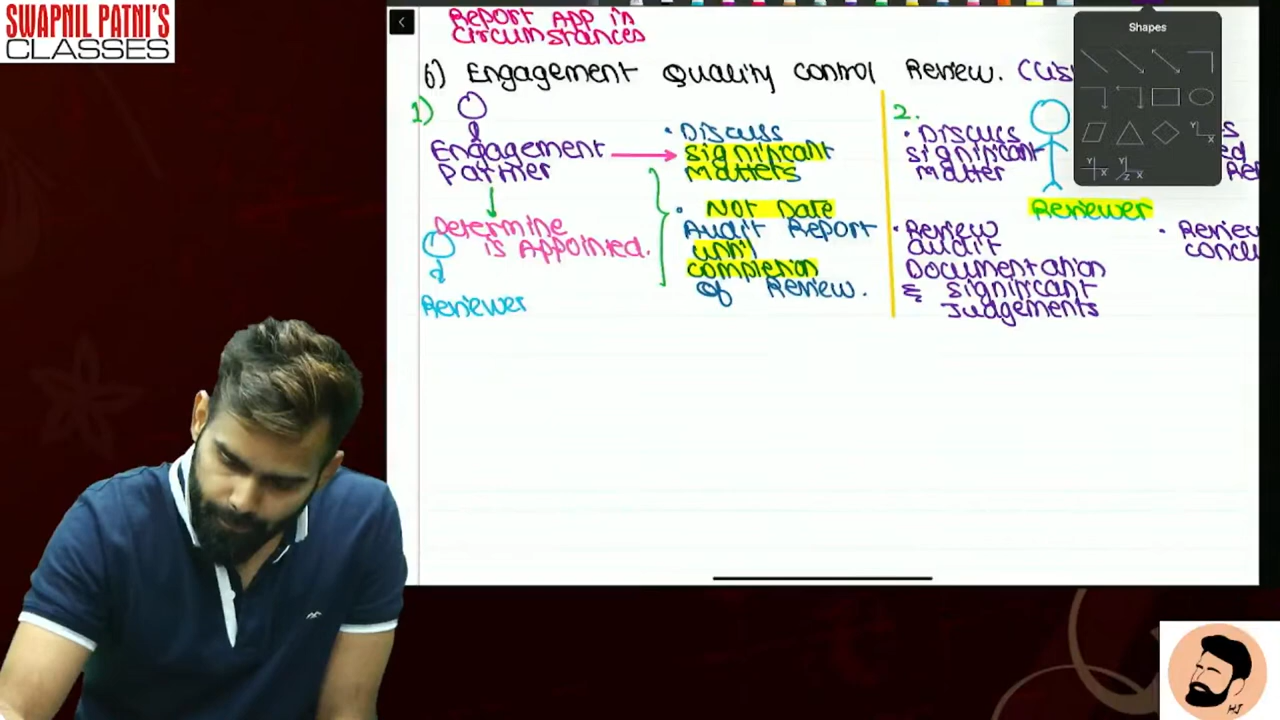 SWAPNIL PATNI'S
CLASSES
Report App in
circumstances
Shapes
6) Engagement Quality control Review.
1)
Engagement
Partner
Determine
is Appointed.
Reviewer
• Discuss
significant
Matters
• Not Date
Audit Report
until
completion
of Review.
2.
• Discuss
significant
Matter
Reviewer
• Review
audit
Documentation
& significant
Judgements
HJ